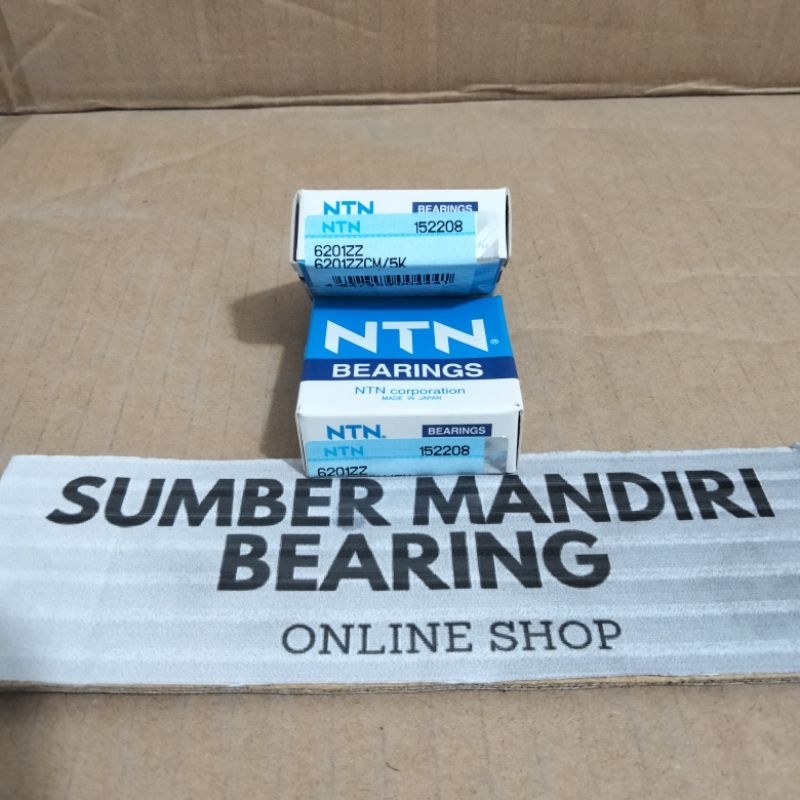 NTN BEARINGS
NTN 152208
6201ZZ
6201ZZCM/5K
NTN®
BEARINGS
NTN corporation
MADE IN JAPAN
NTN. BEARINGS
NTN 152208
6201ZZ
SUMBER MANDIRI
BEARING
ONLINE SHOP